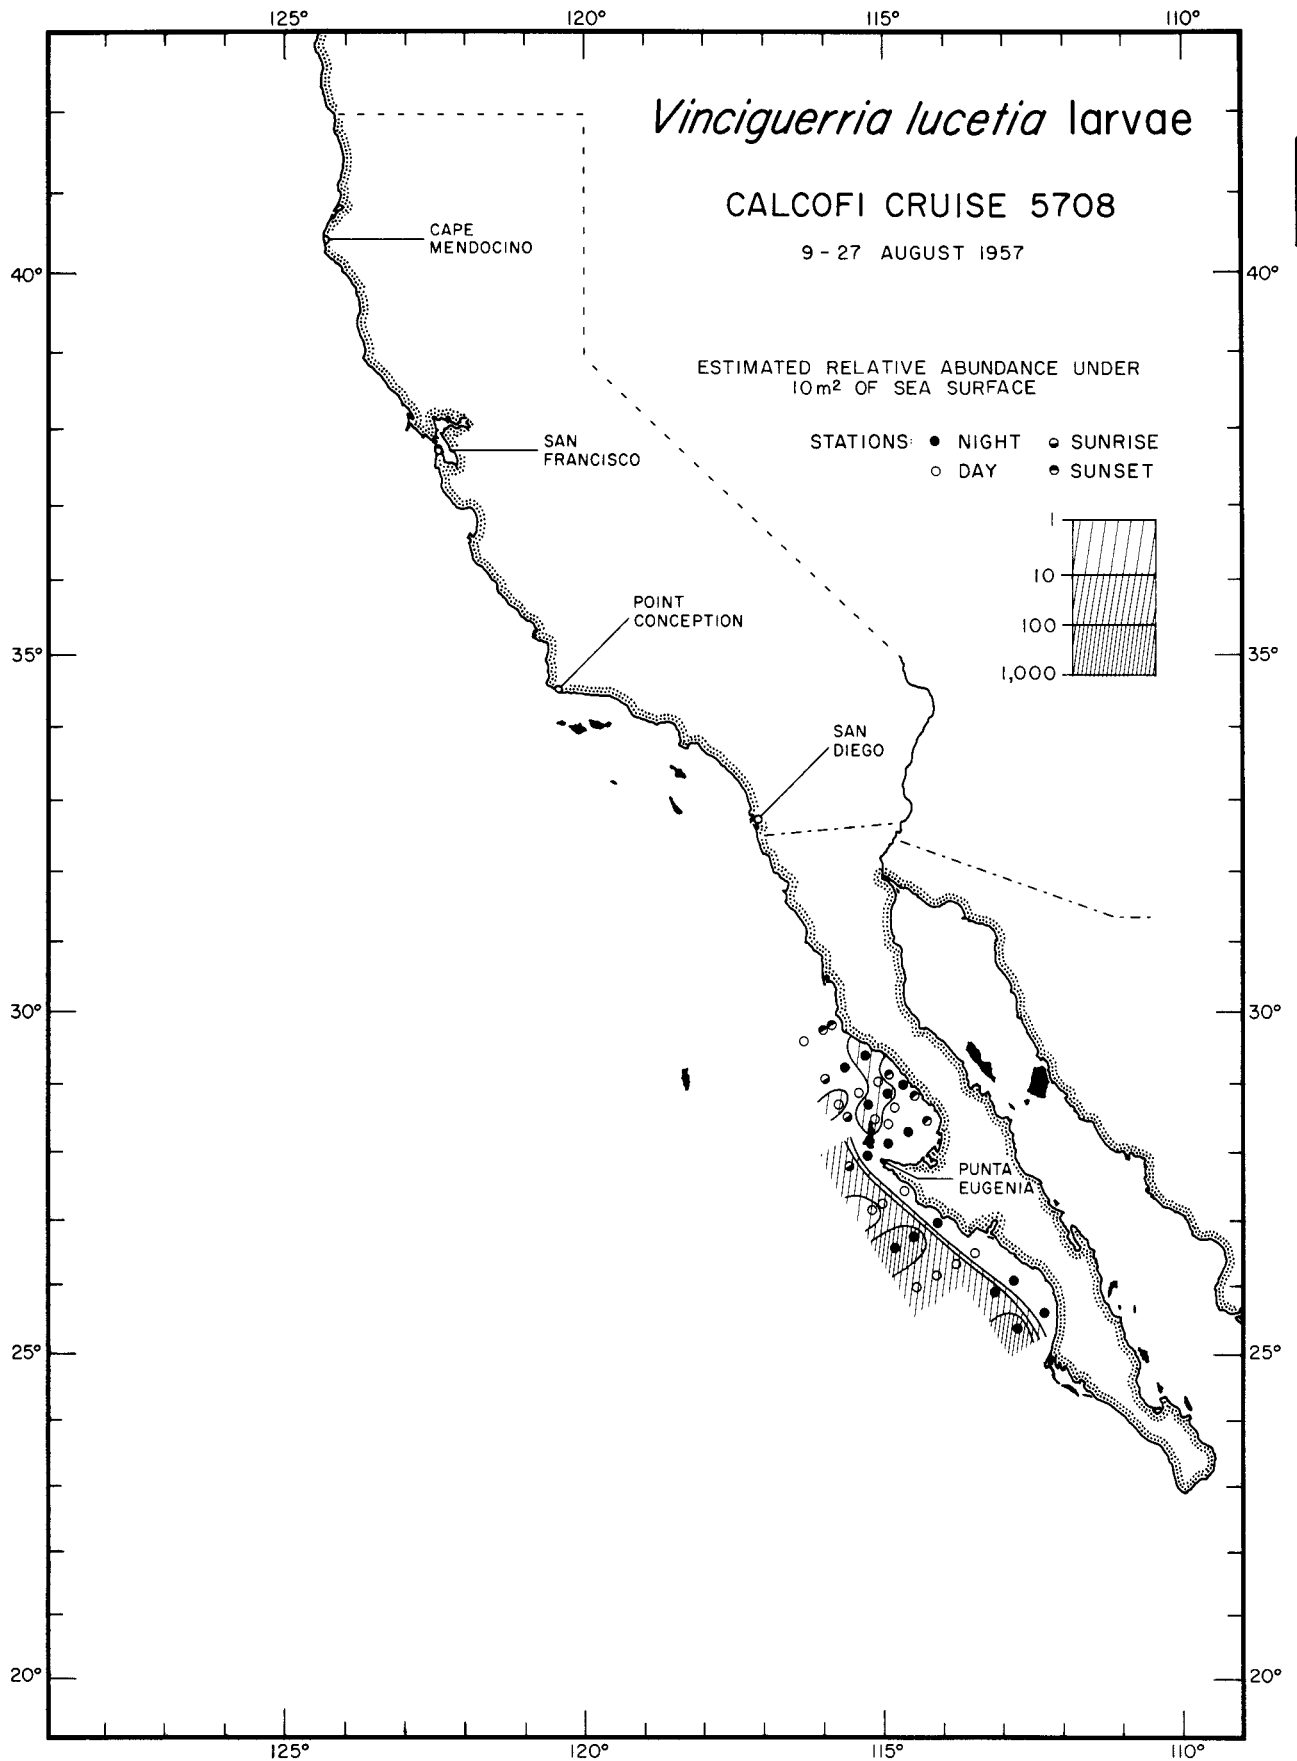 125° 120° 115° 110°
Vinciguerria lucetia larvae
CALCOFI CRUISE 5708
9-27 AUGUST 1957
CAPE
MENDOCINO
40° 40°
ESTIMATED RELATIVE ABUNDANCE UNDER
10m² OF SEA SURFACE
STATIONS: NIGHT SUNRISE
DAY SUNSET
SAN
FRANCISCO
1
10
100
1,000
POINT
CONCEPTION
35° 35°
SAN
DIEGO
30° 30°
PUNTA
EUGENIA
25° 25°
20° 20°
125° 120° 115° 110°